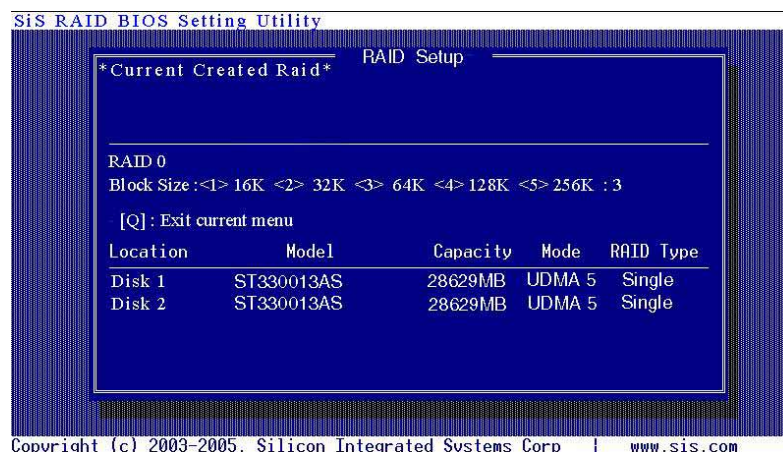 SiS RAID BIOS Setting Utility
RAID Setup
*Current Created Raid*
RAID 0
Block Size :<1> 16K <2> 32K <3> 64K <4> 128K <5> 256K : 3
[Q] : Exit current menu
Location Model Capacity Mode RAID Type
Disk 1 ST330013AS 28629MB UDMA 5 Single
Disk 2 ST330013AS 28629MB UDMA 5 Single
Copyright (c) 2003-2005. Silicon Integrated Systems Corp | www.sis.com